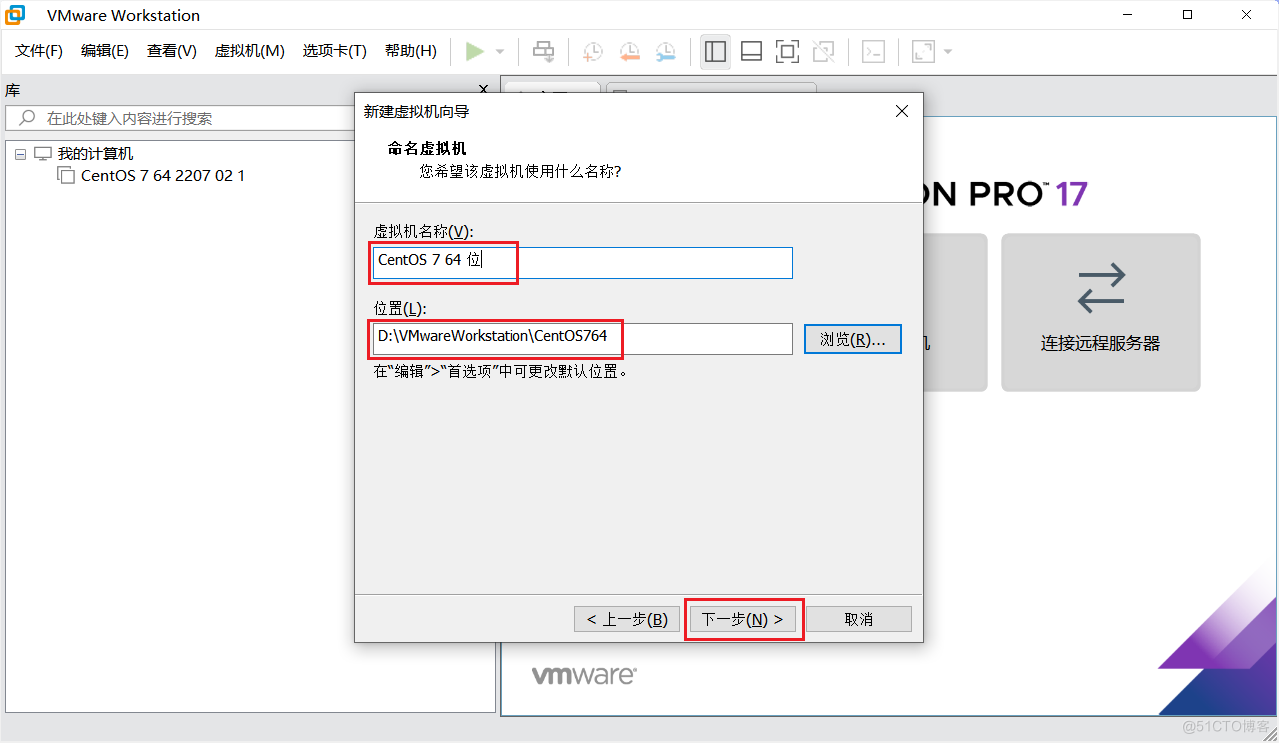 VMware Workstation
文件(F) 编辑(E) 查看(V) 虚拟机(M) 选项卡(T) 帮助(H)
库
在此处键入内容进行搜索
我的计算机
CentOS 7 64 2207 02 1
新建虚拟机向导
命名虚拟机
您希望该虚拟机使用什么名称?
虚拟机名称(V):
CentOS 7 64 位
位置(L):
D:\VMwareWorkstation\CentOS764
浏览(R)...
在“编辑”>“首选项”中可更改默认位置。
< 上一步(B)
下一步(N) >
取消
ON PRO™ 17
机
连接远程服务器
vmware®
@51CTO博客